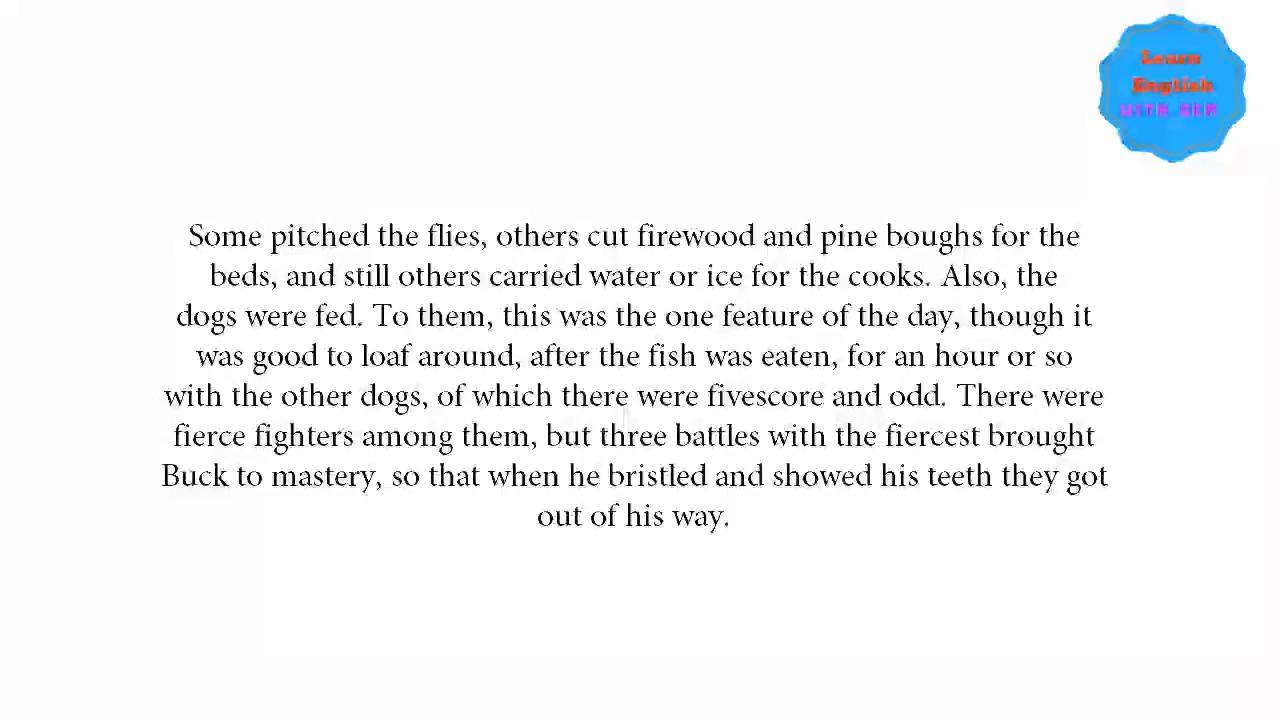 Learn
English
WITH GEM
Some pitched the flies, others cut firewood and pine boughs for the
beds, and still others carried water or ice for the cooks. Also, the
dogs were fed. To them, this was the one feature of the day, though it
was good to loaf around, after the fish was eaten, for an hour or so
with the other dogs, of which there were fivescore and odd. There were
fierce fighters among them, but three battles with the fiercest brought
Buck to mastery, so that when he bristled and showed his teeth they got
out of his way.